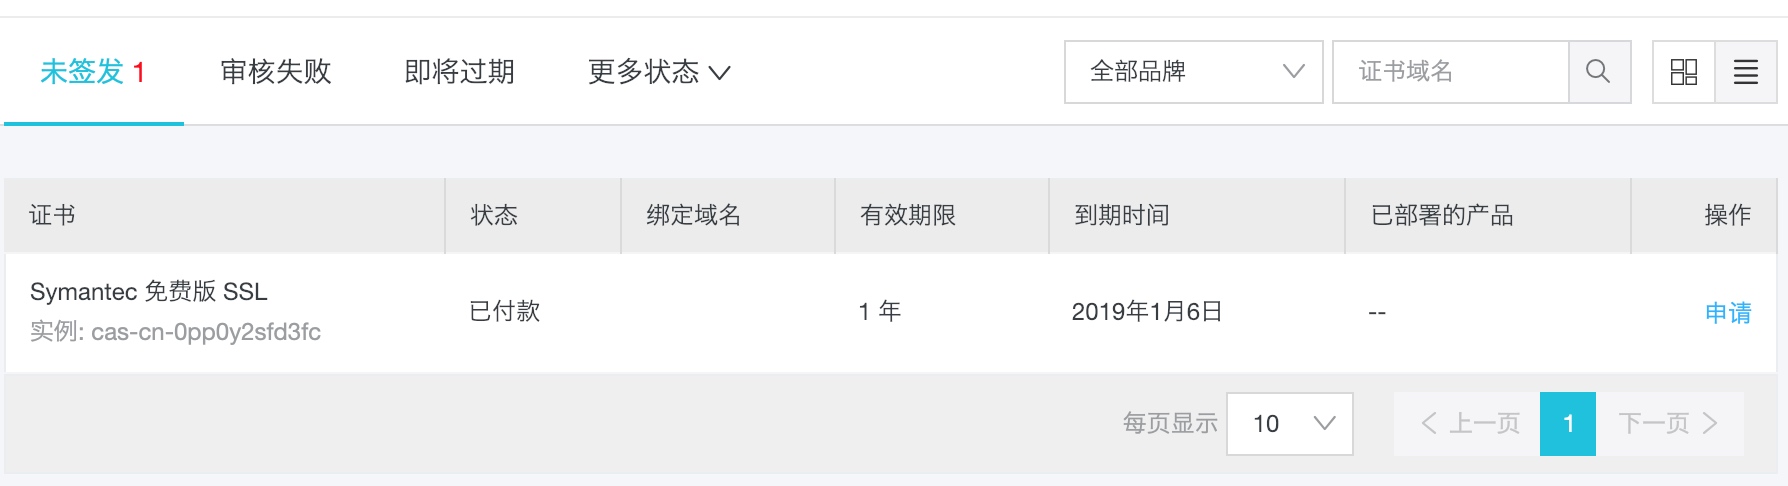 未签发 1 审核失败 即将过期 更多状态 全部品牌 证书域名
证书 状态 绑定域名 有效期限 到期时间 已部署的产品 操作
Symantec 免费版 SSL
实例: cas-cn-0pp0y2sfd3fc
已付款 1 年 2019年1月6日 -- 申请
每页显示 10 上一页 1 下一页